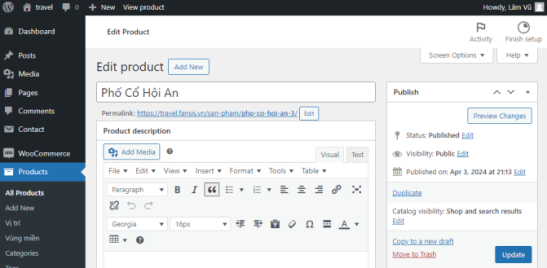 travel 0 New View product Howdy, Lâm Vũ
Dashboard
Posts
Media
Pages
Comments
Contact
WooCommerce
Products
All Products
Add New
Vị trí
Vùng miền
Categories
Tags
Edit Product
Activity
Finish setup
Screen Options
Help
Edit product
Add New
Phố Cổ Hội An
Permalink: https://travel.fansis.vn/san-pham/pho-co-hoi-an-3/ Edit
Product description
Add Media
Visual Text
File Edit View Insert Format Tools Table
Paragraph B I
Georgia 16px Ω A
Publish
Preview Changes
Status: Published Edit
Visibility: Public Edit
Published on: Apr 3, 2024 at 21:13 Edit
Duplicate
Catalog visibility: Shop and search results
Edit
Copy to a new draft
Move to Trash
Update